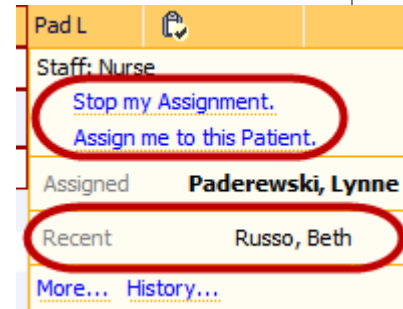 Pad L
Staff: Nurse
Stop my Assignment.
Assign me to this Patient.
Assigned Paderewski, Lynne
Recent Russo, Beth
More... History...